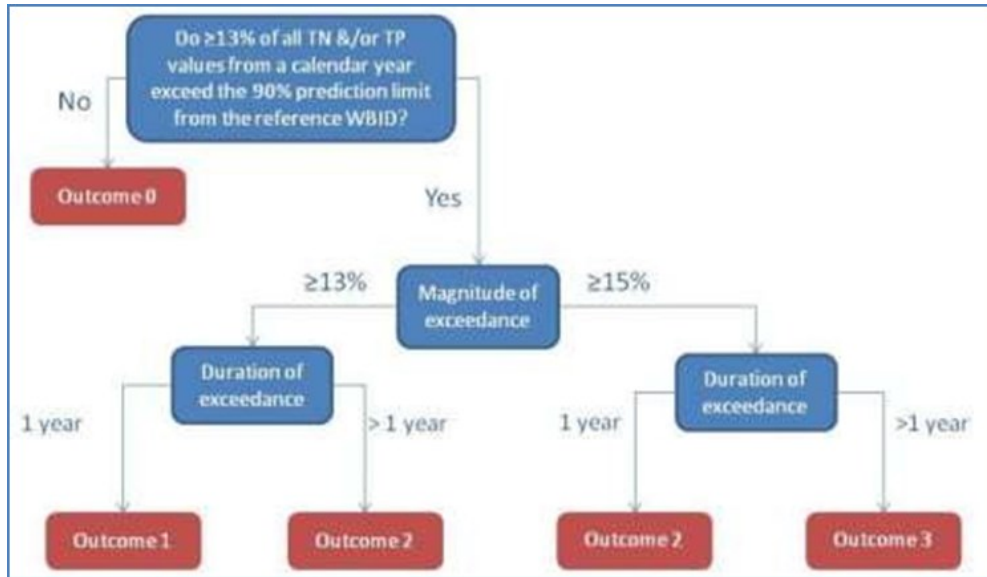 Do ≥13% of all TN &/or TP
values from a calendar year
exceed the 90% prediction limit
from the reference WBID?
No
Outcome 0
Yes
≥13%
Magnitude of
exceedance
≥15%
Duration of
exceedance
Duration of
exceedance
1 year
> 1 year
1 year
>1 year
Outcome 1
Outcome 2
Outcome 2
Outcome 3